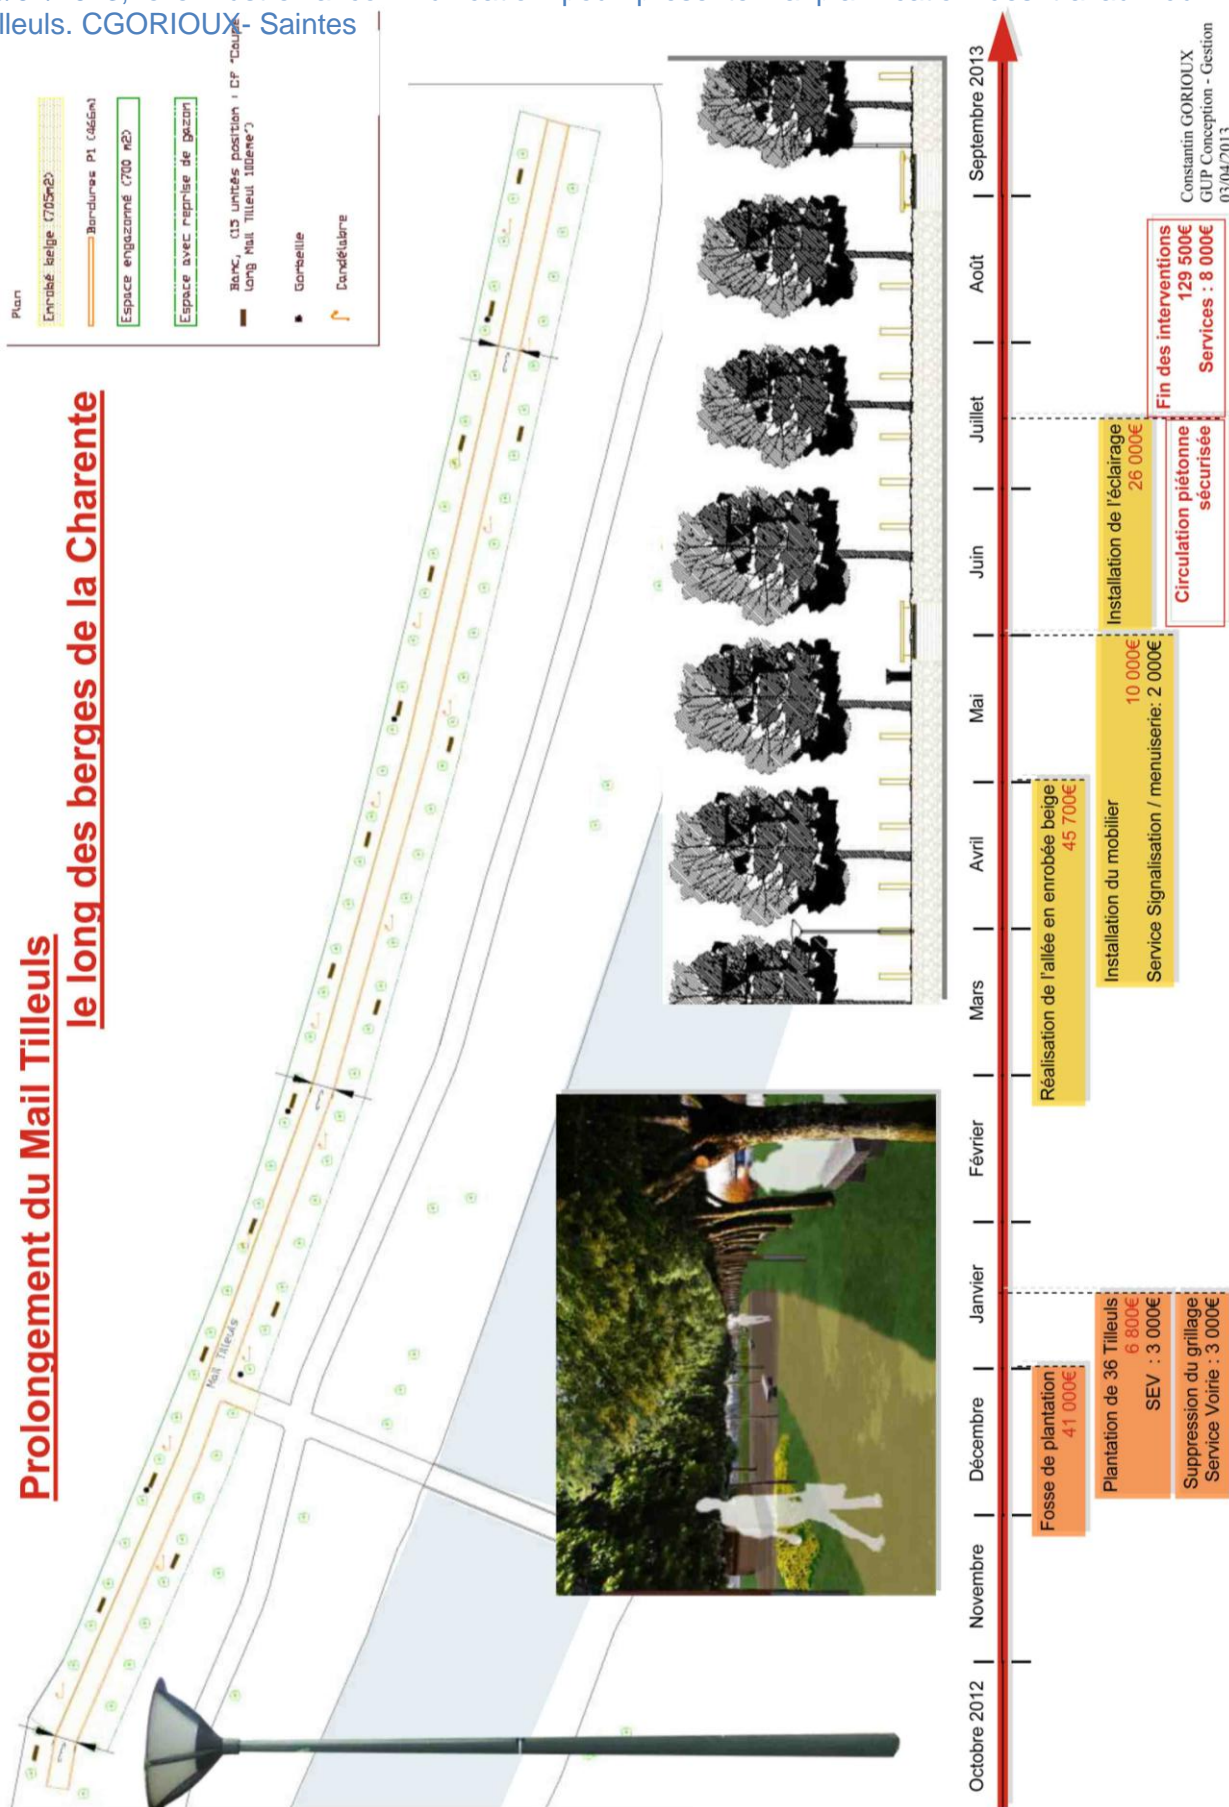 lleuls. CGORIOUX- Saintes
Prolongement du Mail Tilleuls
le long des berges de la Charente
Plan
Enrobé beige (705m2)
Bordures P1 (466m)
Espace engazonné (700 m2)
Espace avec reprise de gazon
Banc, (15 unités position : CF "Coupe
long Mail Tilleul 100eme")
Corbeille
Candélabre
Mail Tilleuls
Octobre 2012
Novembre
Décembre
Janvier
Février
Mars
Avril
Mai
Juin
Juillet
Août
Septembre 2013
Fosse de plantation
41 000€
Plantation de 36 Tilleuls
6 800€
SEV : 3 000€
Suppression du grillage
Service Voirie : 3 000€
Réalisation de l'allée en enrobée beige
45 700€
Installation du mobilier
10 000€
Service Signalisation / menuiserie: 2 000€
Installation de l'éclairage
26 000€
Circulation piétonne
sécurisée
Fin des interventions
129 500€
Services : 8 000€
Constantin GORIOUX
GUP Conception - Gestion
03/04/2013